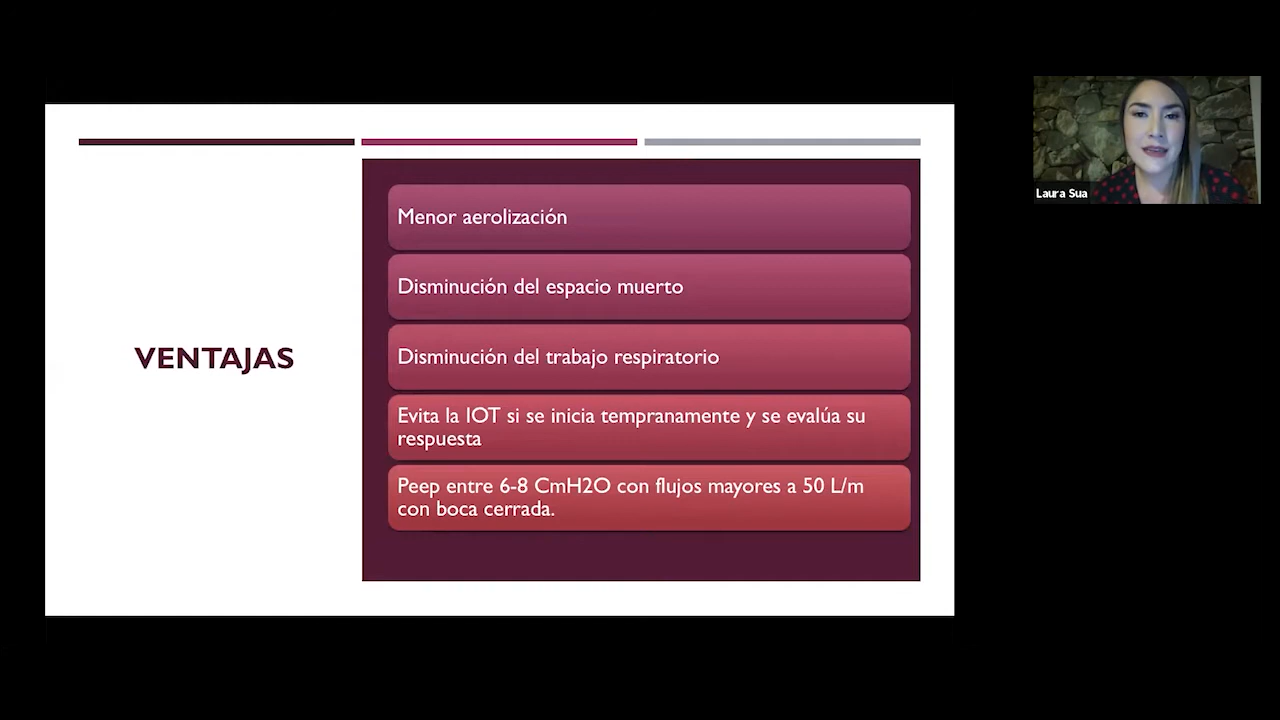 VENTAJAS
Menor aerolización
Disminución del espacio muerto
Disminución del trabajo respiratorio
Evita la IOT si se inicia tempranamente y se evalúa su
respuesta
Peep entre 6-8 CmH2O con flujos mayores a 50 L/m
con boca cerrada.
Laura Sua